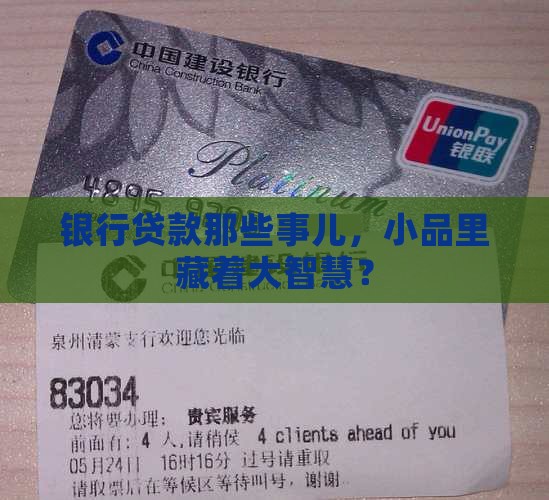 中国建设银行
China Construction Bank
UnionPay
银联
Platinum
4895
银行贷款那些事儿，小品里
藏着大智慧？
泉州清蒙支行欢迎您光临
83034
您将要办理： 贵宾服务
前面有: 4 人,请稍侯 4 clients ahead of you
05月24日 16时16分 过号请重取
请取票后在等候区等待叫号，谢谢